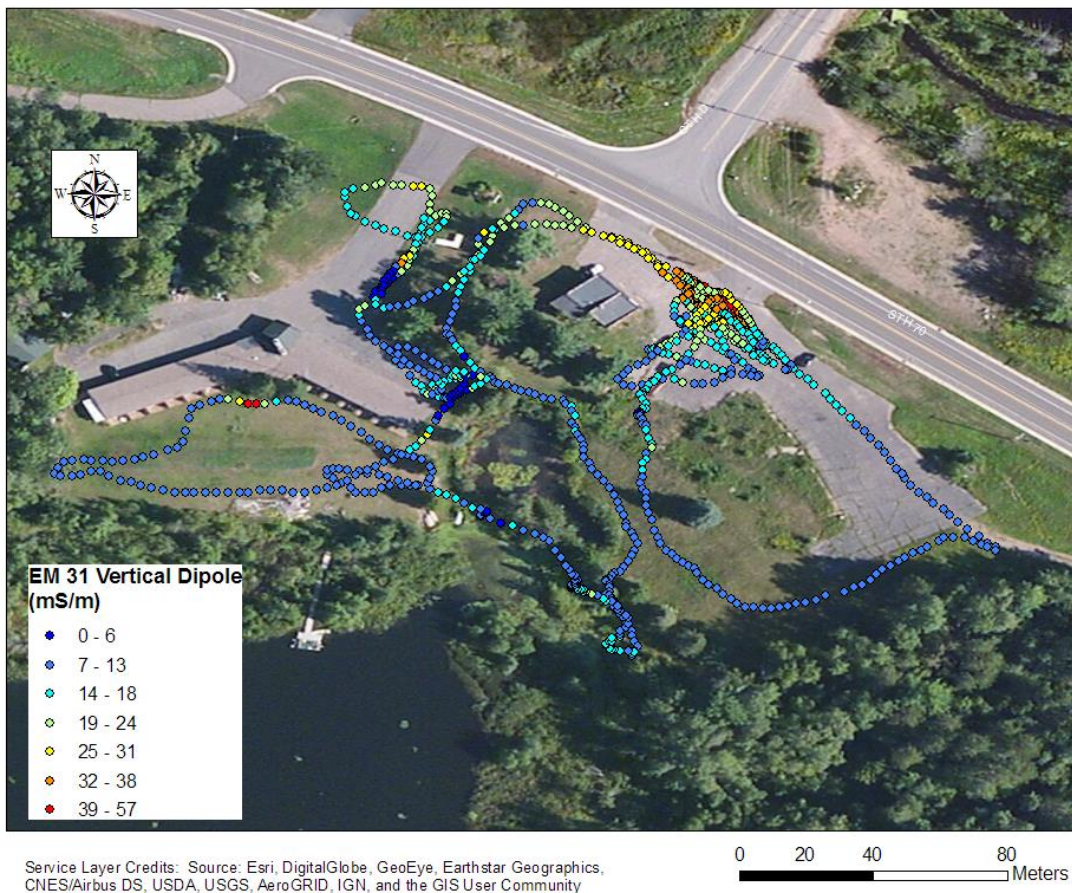 N
W E
S
STH 70
EM 31 Vertical Dipole
(mS/m)
0 - 6
7 - 13
14 - 18
19 - 24
25 - 31
32 - 38
39 - 57
0 20 40 80
Meters
Service Layer Credits: Source: Esri, DigitalGlobe, GeoEye, Earthstar Geographics,
CNES/Airbus DS, USDA, USGS, AeroGRID, IGN, and the GIS User Community